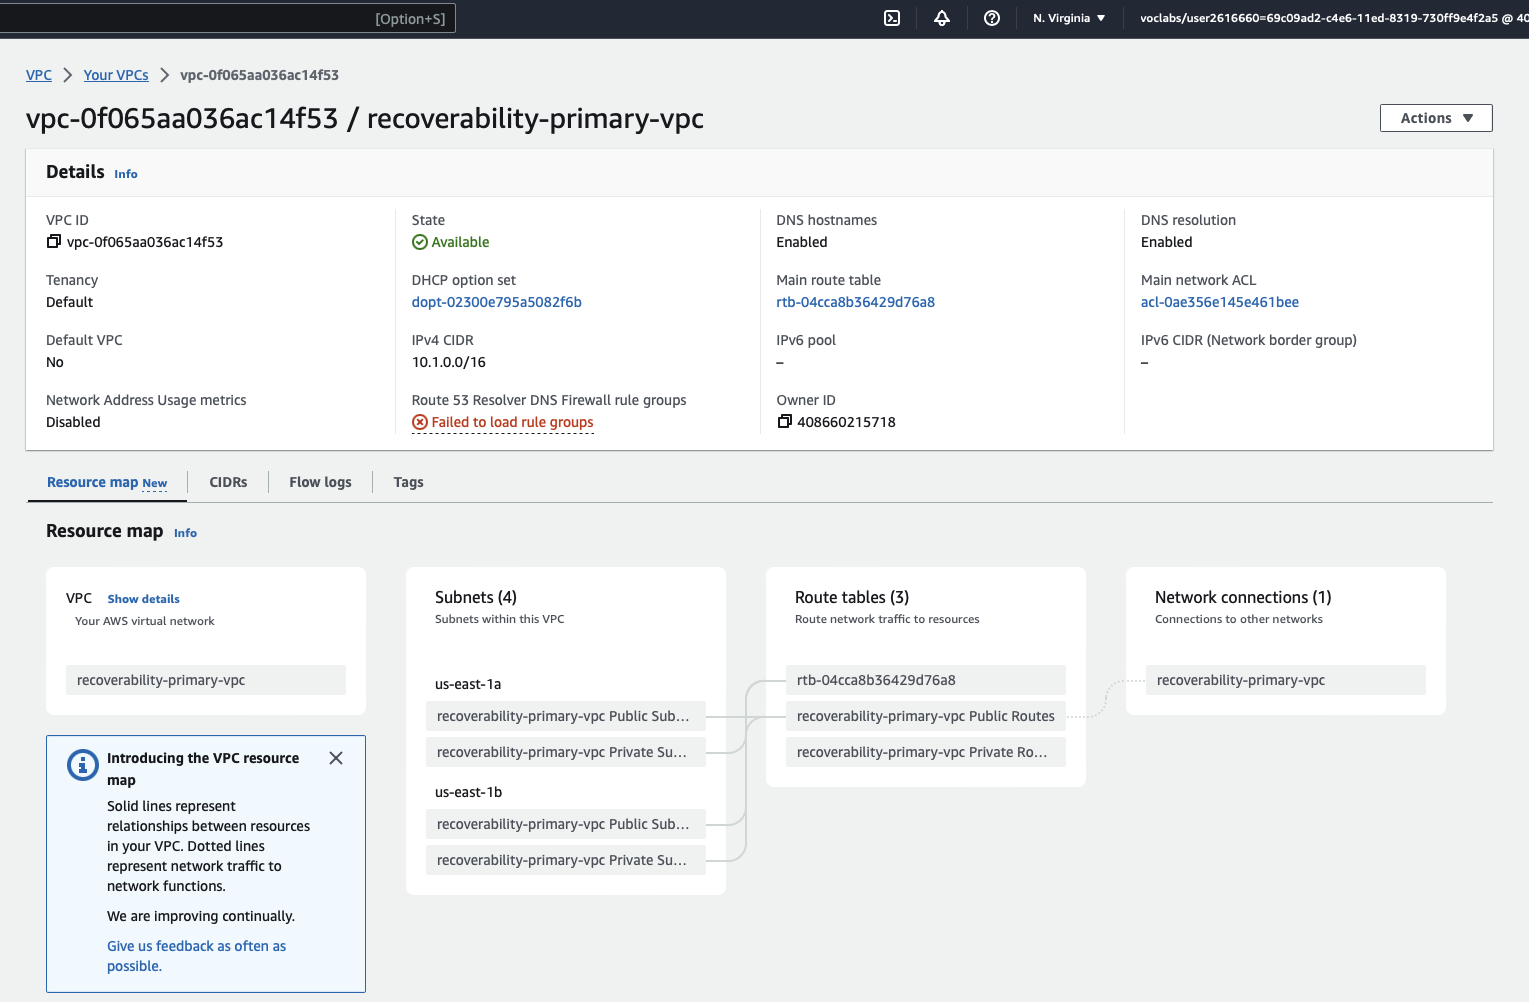 [Option+S]
N. Virginia ▼
voclabs/user2616660=69c09ad2-c4e6-11ed-8319-730ff9e4f2a5 @ 40
VPC > Your VPCs > vpc-0f065aa036ac14f53
vpc-0f065aa036ac14f53 / recoverability-primary-vpc
Actions ▼
Details Info
VPC ID
vpc-0f065aa036ac14f53
State
Available
DNS hostnames
Enabled
DNS resolution
Enabled
Tenancy
Default
DHCP option set
dopt-02300e795a5082f6b
Main route table
rtb-04cca8b36429d76a8
Main network ACL
acl-0ae356e145e461bee
Default VPC
No
IPv4 CIDR
10.1.0.0/16
IPv6 pool
–
IPv6 CIDR (Network border group)
–
Network Address Usage metrics
Disabled
Route 53 Resolver DNS Firewall rule groups
Failed to load rule groups
Owner ID
408660215718
Resource map New
CIDRs
Flow logs
Tags
Resource map Info
VPC Show details
Your AWS virtual network
recoverability-primary-vpc
Introducing the VPC resource
map
Solid lines represent
relationships between resources
in your VPC. Dotted lines
represent network traffic to
network functions.
We are improving continually.
Give us feedback as often as
possible.
Subnets (4)
Subnets within this VPC
us-east-1a
recoverability-primary-vpc Public Sub...
recoverability-primary-vpc Private Su...
us-east-1b
recoverability-primary-vpc Public Sub...
recoverability-primary-vpc Private Su...
Route tables (3)
Route network traffic to resources
rtb-04cca8b36429d76a8
recoverability-primary-vpc Public Routes
recoverability-primary-vpc Private Ro...
Network connections (1)
Connections to other networks
recoverability-primary-vpc